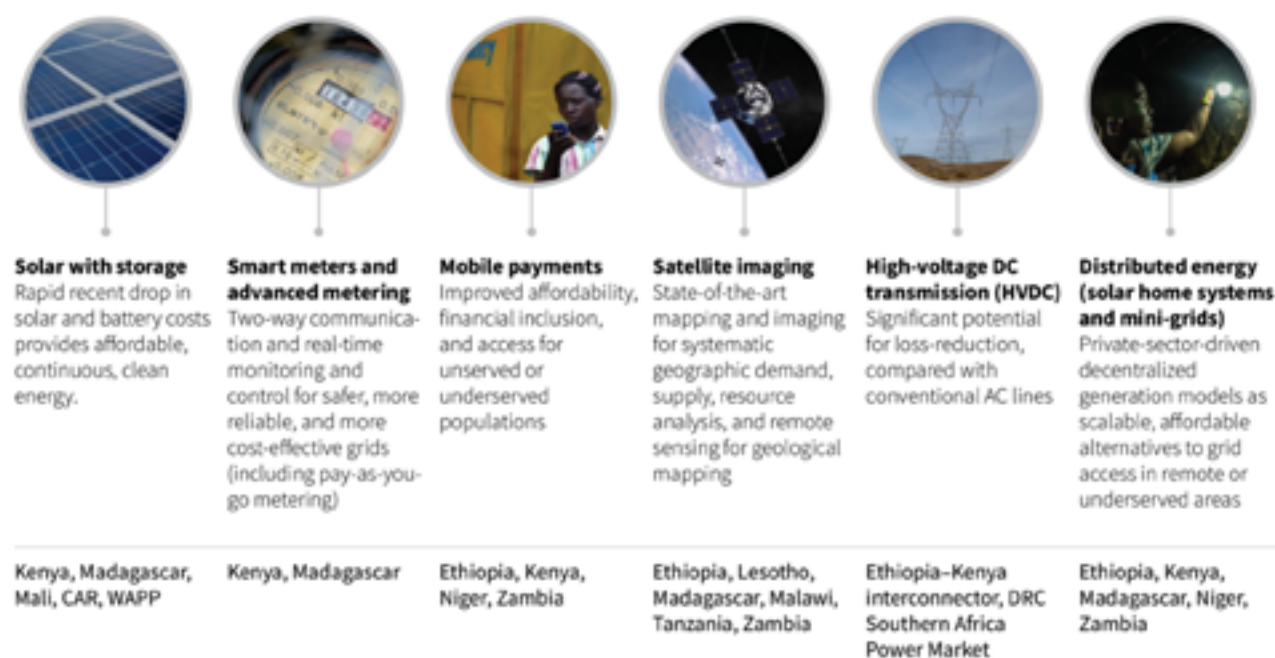 Solar with storage
Rapid recent drop in
solar and battery costs
provides affordable,
continuous, clean
energy.
Kenya, Madagascar,
Mali, CAR, WAPP
Smart meters and
advanced metering
Two-way communica-
tion and real-time
monitoring and
control for safer, more
reliable, and more
cost-effective grids
(including pay-as-you-
go metering)
Kenya, Madagascar
Mobile payments
Improved affordability,
financial inclusion,
and access for
unserved or
underserved
populations
Ethiopia, Kenya,
Niger, Zambia
Satellite imaging
State-of-the-art
mapping and imaging
for systematic
geographic demand,
supply, resource
analysis, and remote
sensing for geological
mapping
Ethiopia, Lesotho,
Madagascar, Malawi,
Tanzania, Zambia
High-voltage DC
transmission (HVDC)
Significant potential
for loss-reduction,
compared with
conventional AC lines
Ethiopia–Kenya
interconnector, DRC
Southern Africa
Power Market
Distributed energy
(solar home systems
and mini-grids)
Private-sector-driven
decentralized
generation models as
scalable, affordable
alternatives to grid
access in remote or
underserved areas
Ethiopia, Kenya,
Madagascar, Niger,
Zambia